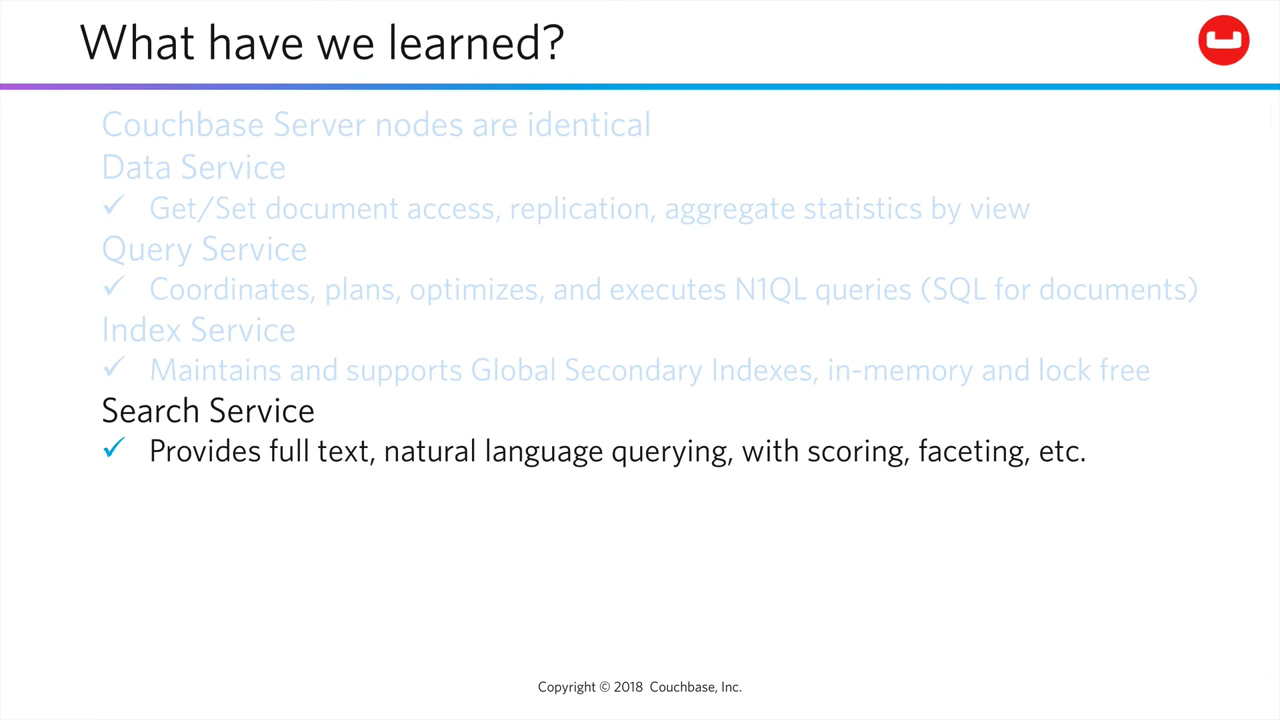 What have we learned?
Couchbase Server nodes are identical
Data Service
✓ Get/Set document access, replication, aggregate statistics by view
Query Service
✓ Coordinates, plans, optimizes, and executes N1QL queries (SQL for documents)
Index Service
✓ Maintains and supports Global Secondary Indexes, in-memory and lock free
Search Service
✓ Provides full text, natural language querying, with scoring, faceting, etc.
Copyright © 2018 Couchbase, Inc.